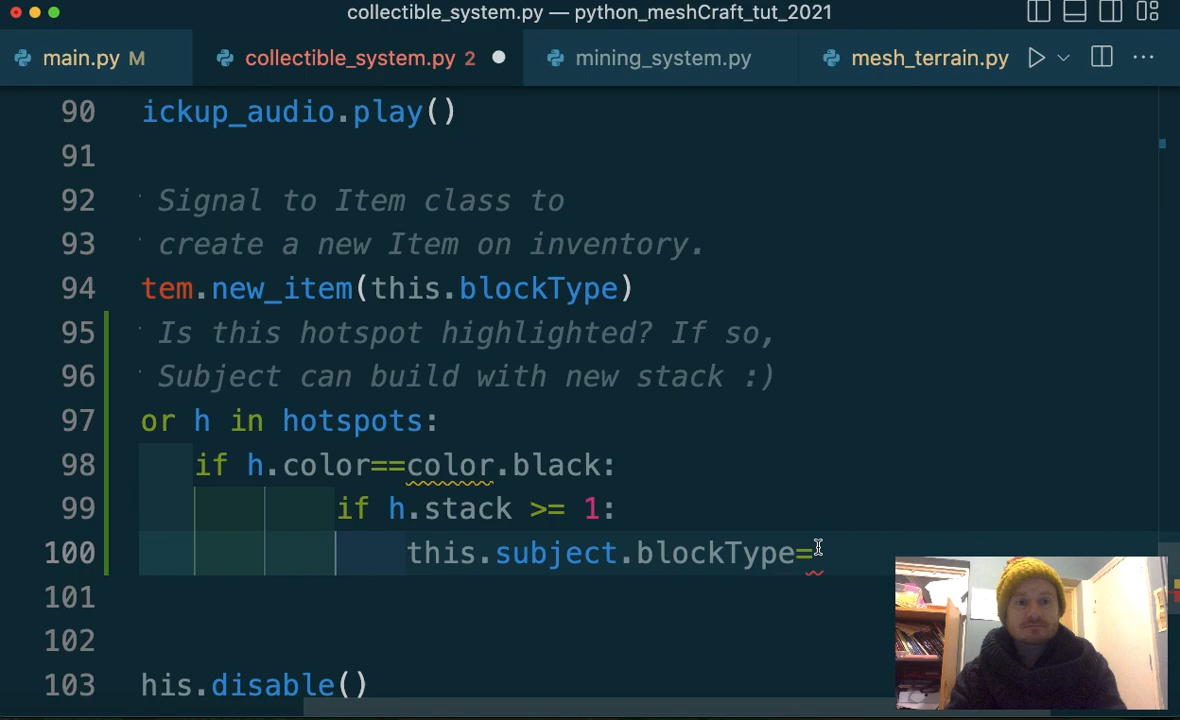 collectible_system.py — python_meshCraft_tut_2021
main.py M collectible_system.py 2 mining_system.py mesh_terrain.py
90 ickup_audio.play()
91
92 Signal to Item class to
93 create a new Item on inventory.
94 tem.new_item(this.blockType)
95 Is this hotspot highlighted? If so,
96 Subject can build with new stack :)
97 or h in hotspots:
98 if h.color==color.black:
99 if h.stack >= 1:
100 this.subject.blockType=
101
102
103 his.disable()